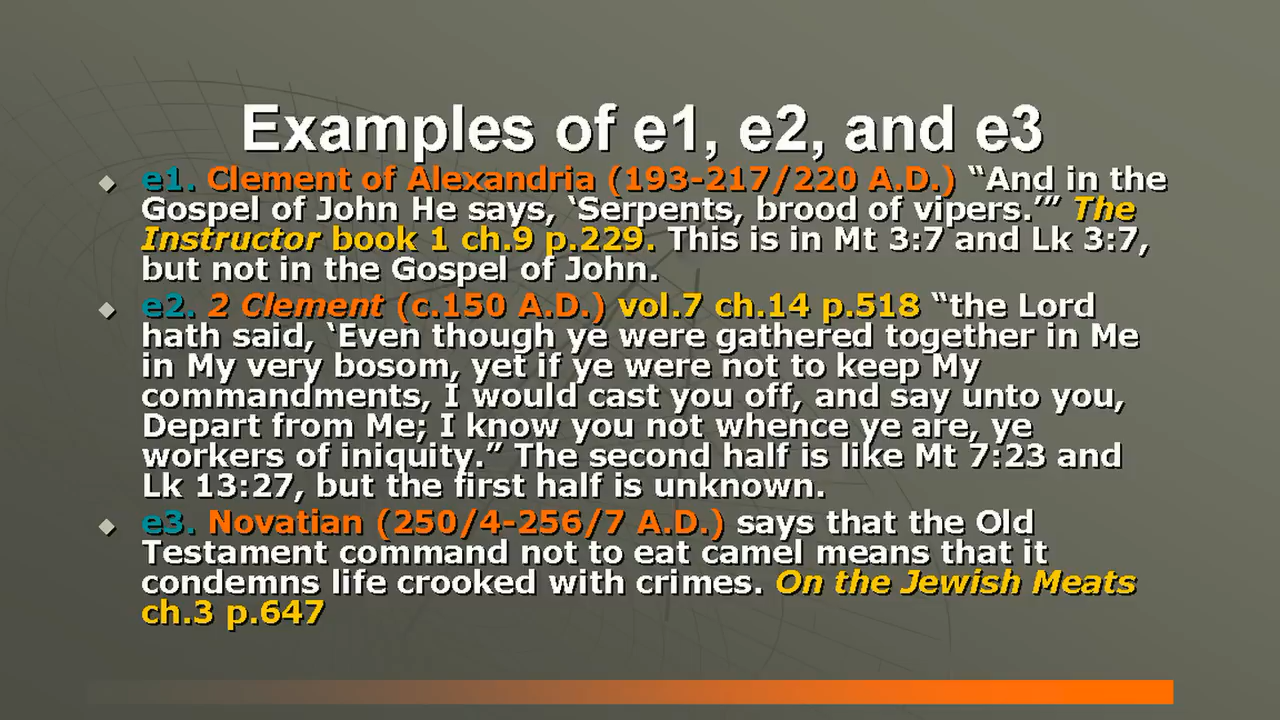 Examples of e1, e2, and e3
e1. Clement of Alexandria (193-217/220 A.D.) “And in the
Gospel of John He says, ‘Serpents, brood of vipers.’” The
Instructor book 1 ch.9 p.229. This is in Mt 3:7 and Lk 3:7,
but not in the Gospel of John.
e2. 2 Clement (c.150 A.D.) vol.7 ch.14 p.518 “the Lord
hath said, ‘Even though ye were gathered together in Me
in My very bosom, yet if ye were not to keep My
commandments, I would cast you off, and say unto you,
Depart from Me; I know you not whence ye are, ye
workers of iniquity.” The second half is like Mt 7:23 and
Lk 13:27, but the first half is unknown.
e3. Novatian (250/4-256/7 A.D.) says that the Old
Testament command not to eat camel means that it
condemns life crooked with crimes. On the Jewish Meats
ch.3 p.647